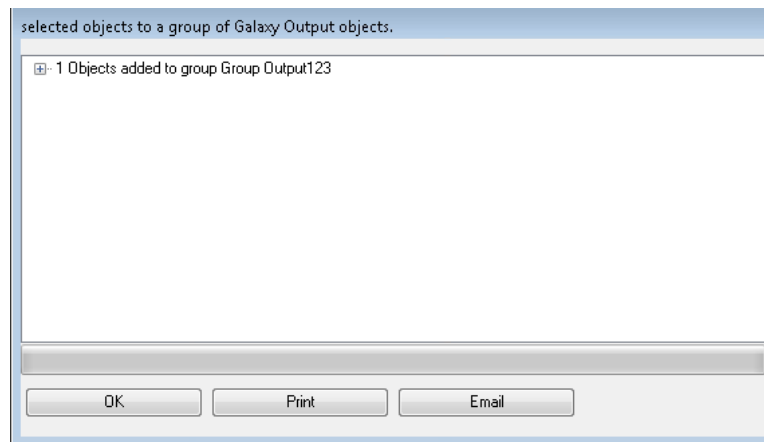 selected objects to a group of Galaxy Output objects.
1 Objects added to group Group Output123
OK Print Email